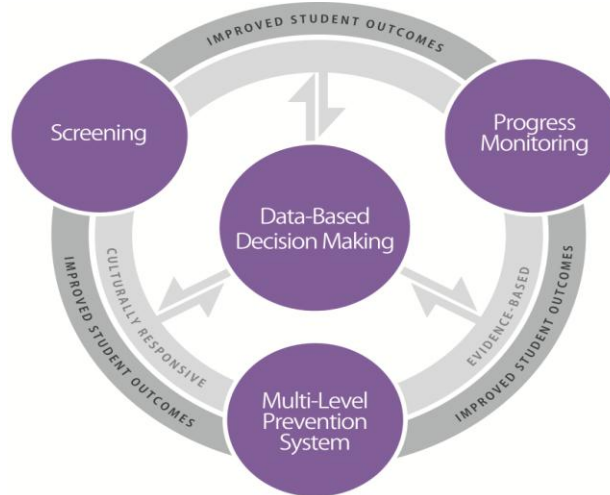 IMPROVED STUDENT OUTCOMES
Screening
Progress
Monitoring
Data-Based
Decision Making
IMPROVED STUDENT OUTCOMES
CULTURALLY RESPONSIVE
EVIDENCE-BASED
IMPROVED STUDENT OUTCOMES
Multi-Level
Prevention
System